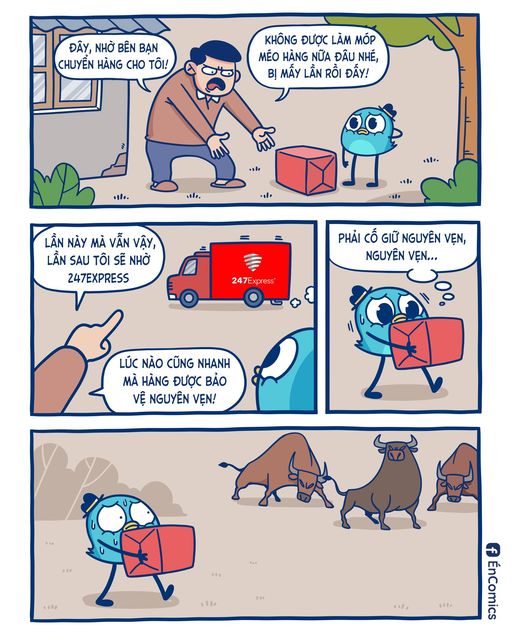 ĐÂY, NHỜ BÊN BẠN
CHUYỂN HÀNG CHO TÔI!
KHÔNG ĐƯỢC LÀM MÓP
MÉO HÀNG NỮA ĐÂU NHÉ,
BỊ MẤY LẦN RỒI ĐẤY!
LẦN NÀY MÀ VẪN VẬY,
LẦN SAU TÔI SẼ NHỜ
247EXPRESS
247Express
LÚC NÀO CŨNG NHANH
MÀ HÀNG ĐƯỢC BẢO
VỆ NGUYÊN VẸN!
PHẢI CỐ GIỮ NGUYÊN VẸN,
NGUYÊN VẸN...
ÉnComics